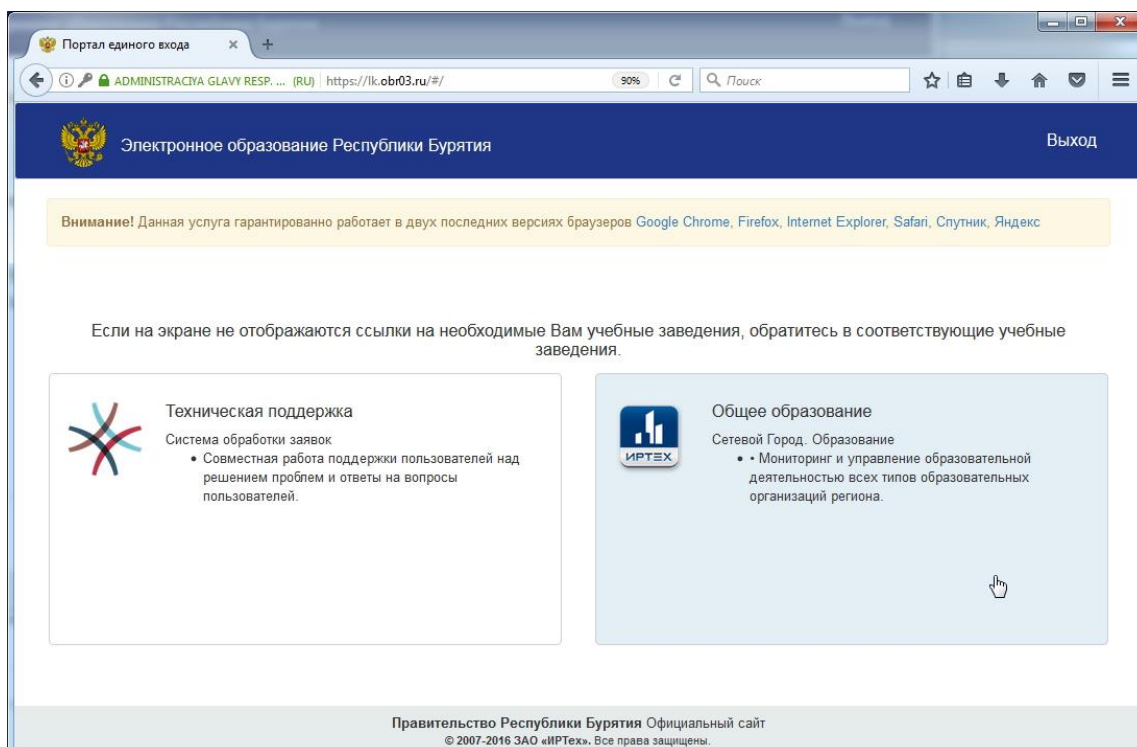 Портал единого входа
ADMINISTRACIYA GLAVY RESP. ... (RU) https://lk.obr03.ru/#/ 90% Поиск
Электронное образование Республики Бурятия
Выход
Внимание! Данная услуга гарантированно работает в двух последних версиях браузеров Google Chrome, Firefox, Internet Explorer, Safari, Спутник, Яндекс
Если на экране не отображаются ссылки на необходимые Вам учебные заведения, обратитесь в соответствующие учебные
заведения.
Техническая поддержка
Система обработки заявок
• Совместная работа поддержки пользователей над
решением проблем и ответы на вопросы
пользователей.
ИРТЕХ
Общее образование
Сетевой Город. Образование
• • Мониторинг и управление образовательной
деятельностью всех типов образовательных
организаций региона.
Правительство Республики Бурятия Официальный сайт
© 2007-2016 ЗАО «ИРТех». Все права защищены.